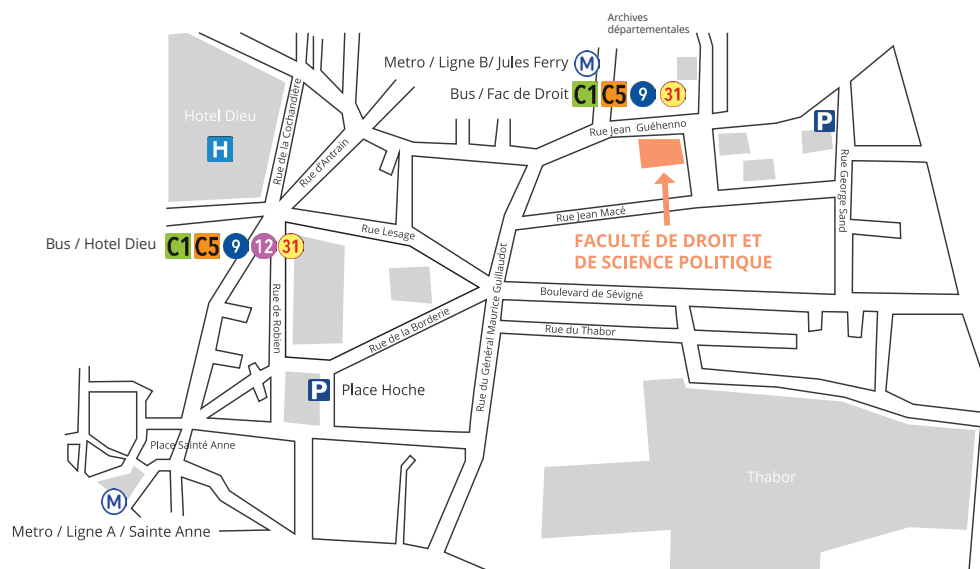 Archives
départementales
Metro / Ligne B/ Jules Ferry M
Bus / Fac de Droit C1 C5 9 31
Hotel Dieu
H
Rue de la Cochardière
Rue d'Antrain
Rue Jean Guéhenno
P
Rue George Sand
Rue Jean Macé
Rue Lesage
FACULTÉ DE DROIT ET
DE SCIENCE POLITIQUE
Bus / Hotel Dieu C1 C5 9 12 31
Rue de Robien
Rue du Général Maurice Guillaudot
Boulevard de Sévigné
Rue de la Borderie
Rue du Thabor
P Place Hoche
Place Sainté Anne
Thabor
M
Metro / Ligne A / Sainte Anne